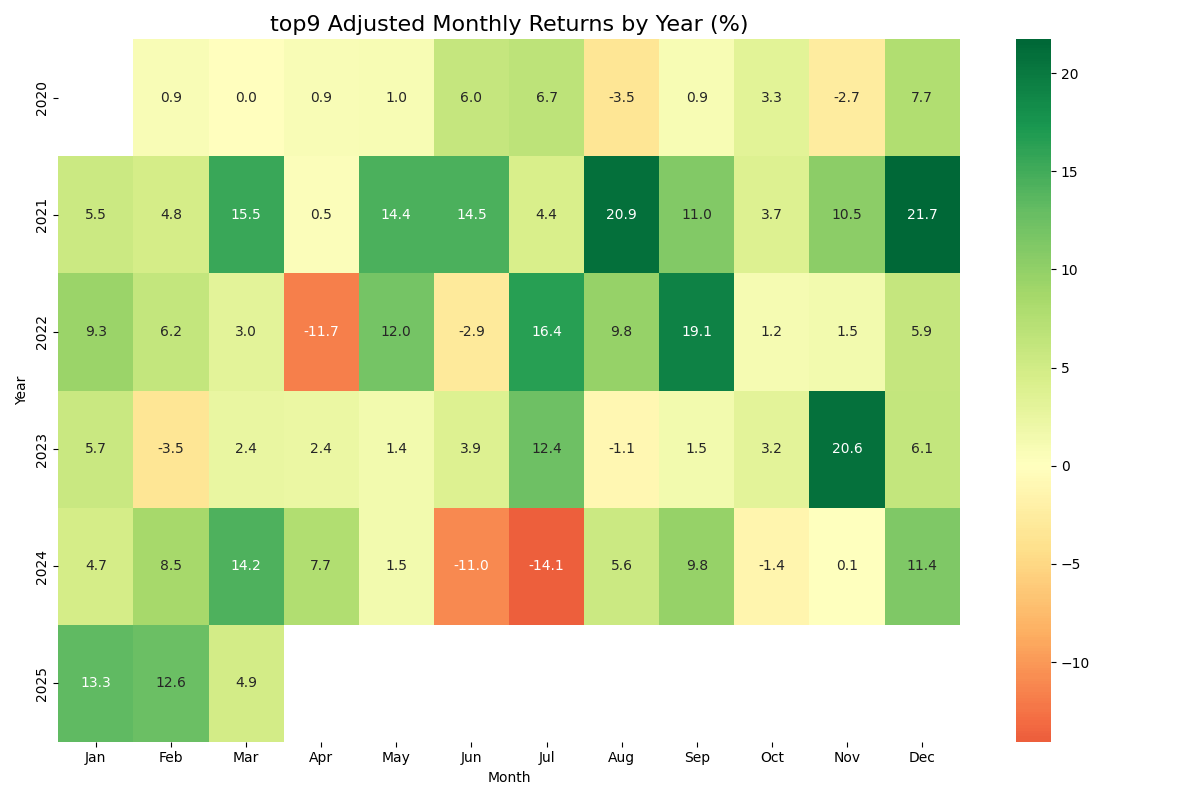 top9 Adjusted Monthly Returns by Year (%)
2020 0.9 0.0 0.9 1.0 6.0 6.7 -3.5 0.9 3.3 -2.7 7.7
2021 5.5 4.8 15.5 0.5 14.4 14.5 4.4 20.9 11.0 3.7 10.5 21.7
2022 9.3 6.2 3.0 -11.7 12.0 -2.9 16.4 9.8 19.1 1.2 1.5 5.9
2023 5.7 -3.5 2.4 2.4 1.4 3.9 12.4 -1.1 1.5 3.2 20.6 6.1
2024 4.7 8.5 14.2 7.7 1.5 -11.0 -14.1 5.6 9.8 -1.4 0.1 11.4
2025 13.3 12.6 4.9
Year
Jan Feb Mar Apr May Jun Jul Aug Sep Oct Nov Dec
Month
20
15
10
5
0
−5
−10